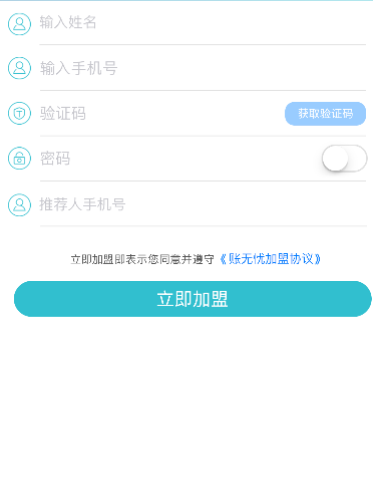 输入姓名
输入手机号
验证码 获取验证码
密码
推荐人手机号
立即加盟即表示您同意并遵守《账无忧加盟协议》
立即加盟